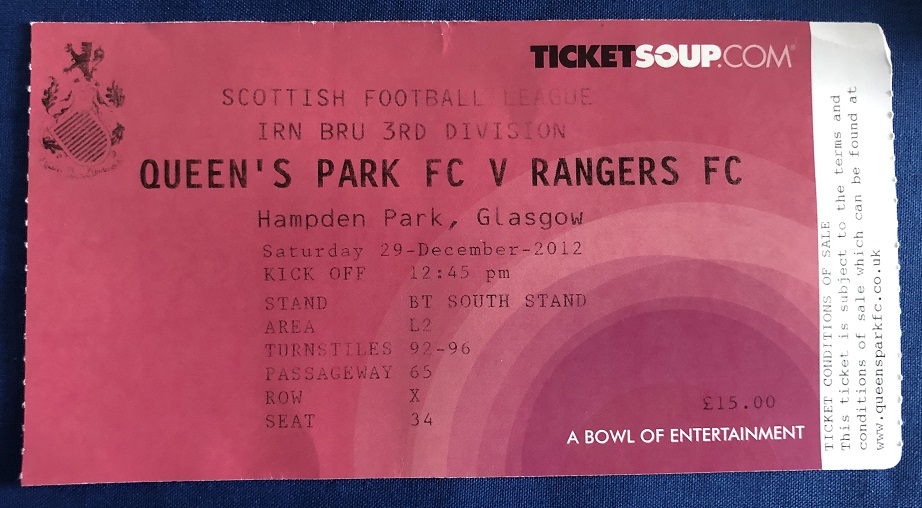 TICKETSOUP.COM
SCOTTISH FOOTBALL LEAGUE
IRN BRU 3RD DIVISION
QUEEN'S PARK FC V RANGERS FC
Hampden Park, Glasgow
Saturday 29-December-2012
KICK OFF 12:45 pm
STAND BT SOUTH STAND
AREA L2
TURNSTILES 92-96
PASSAGEWAY 65
ROW X
SEAT 34
£15.00
A BOWL OF ENTERTAINMENT
TICKET CONDITIONS OF SALE
This ticket is subject to the terms and
conditions of sale which can be found at
www.queensparkfc.co.uk